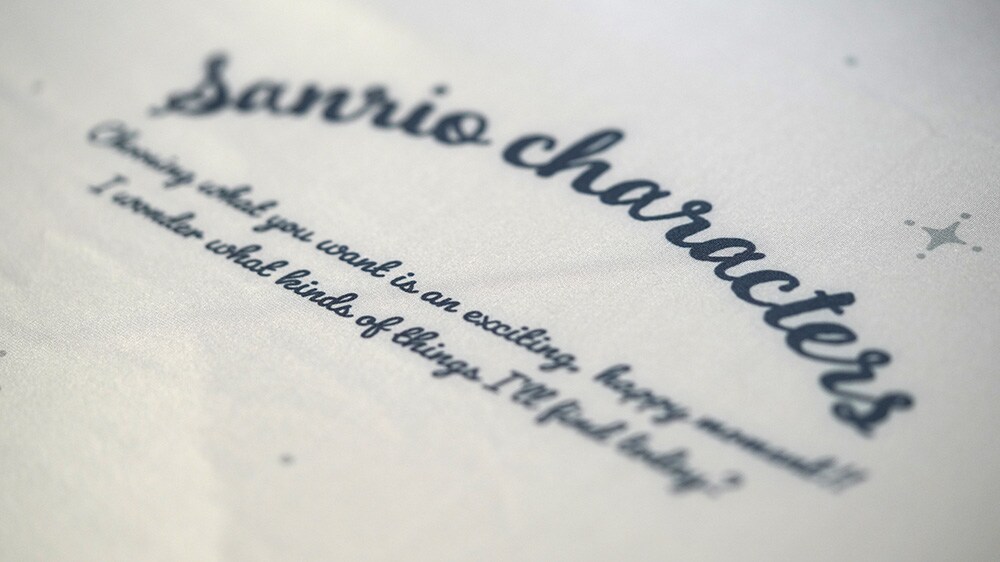 Sanrio characters
Choosing what you want is an exciting, happy moment!!
I wonder what kinds of things I'll find today?